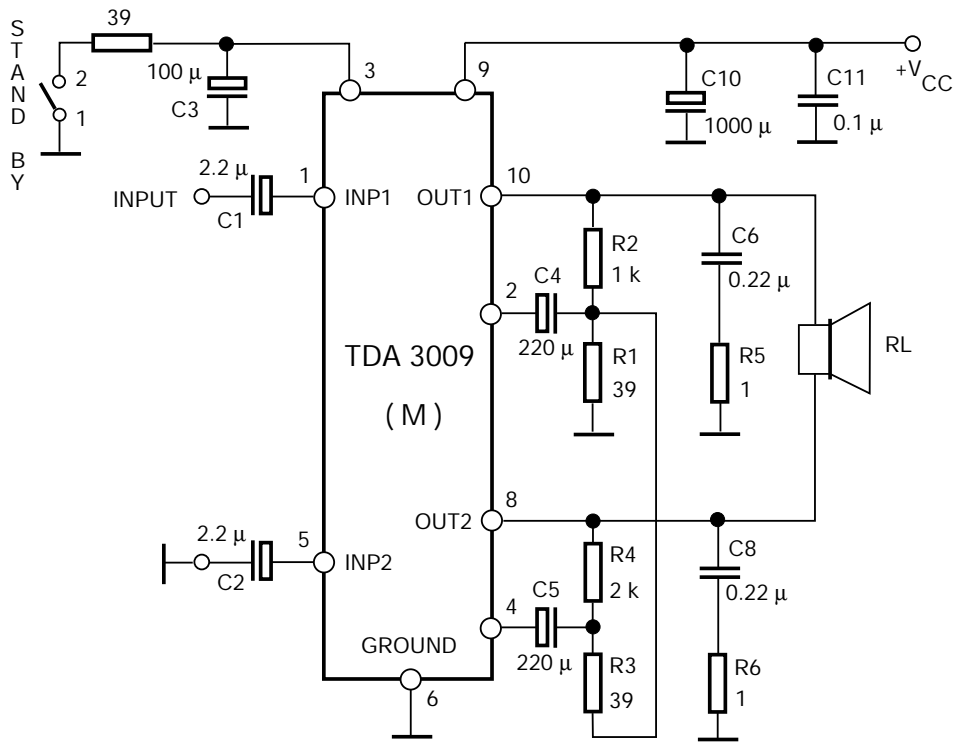 STAND BY
39
2
1
100 μ
C3
3
9
C10
1000 μ
C11
0.1 μ
+VCC
2.2 μ
INPUT
C1
1
INP1
OUT1
10
R2
1 k
C6
0.22 μ
2
C4
220 μ
R1
39
R5
1
RL
TDA 3009
(M)
OUT2
8
2.2 μ
C2
5
INP2
R4
2 k
C8
0.22 μ
4
C5
220 μ
R3
39
R6
1
GROUND
6